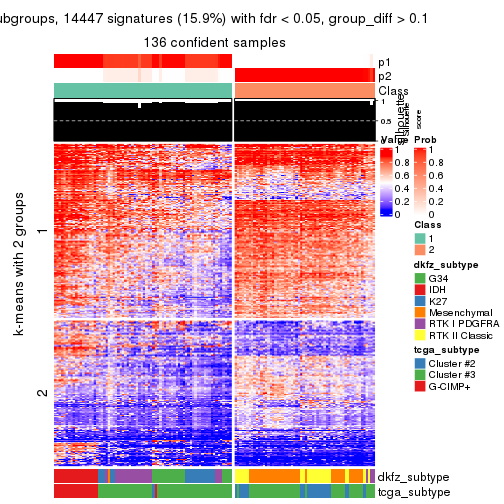 ubgroups, 14447 signatures (15.9%) with fdr < 0.05, group_diff > 0.1
136 confident samples
p1
p2
Class
1
0.5
silhouette
Silhouette
score
k-means with 2 groups
1
2
Value
1
0.8
0.6
0.4
0.2
0
Prob
1
0.8
0.6
0.4
0.2
0
Class
1
2
dkfz_subtype
G34
IDH
K27
Mesenchymal
RTK I PDGFRA
RTK II Classic
tcga_subtype
Cluster #2
Cluster #3
G-CIMP+
dkfz_subtype
tcga_subtype